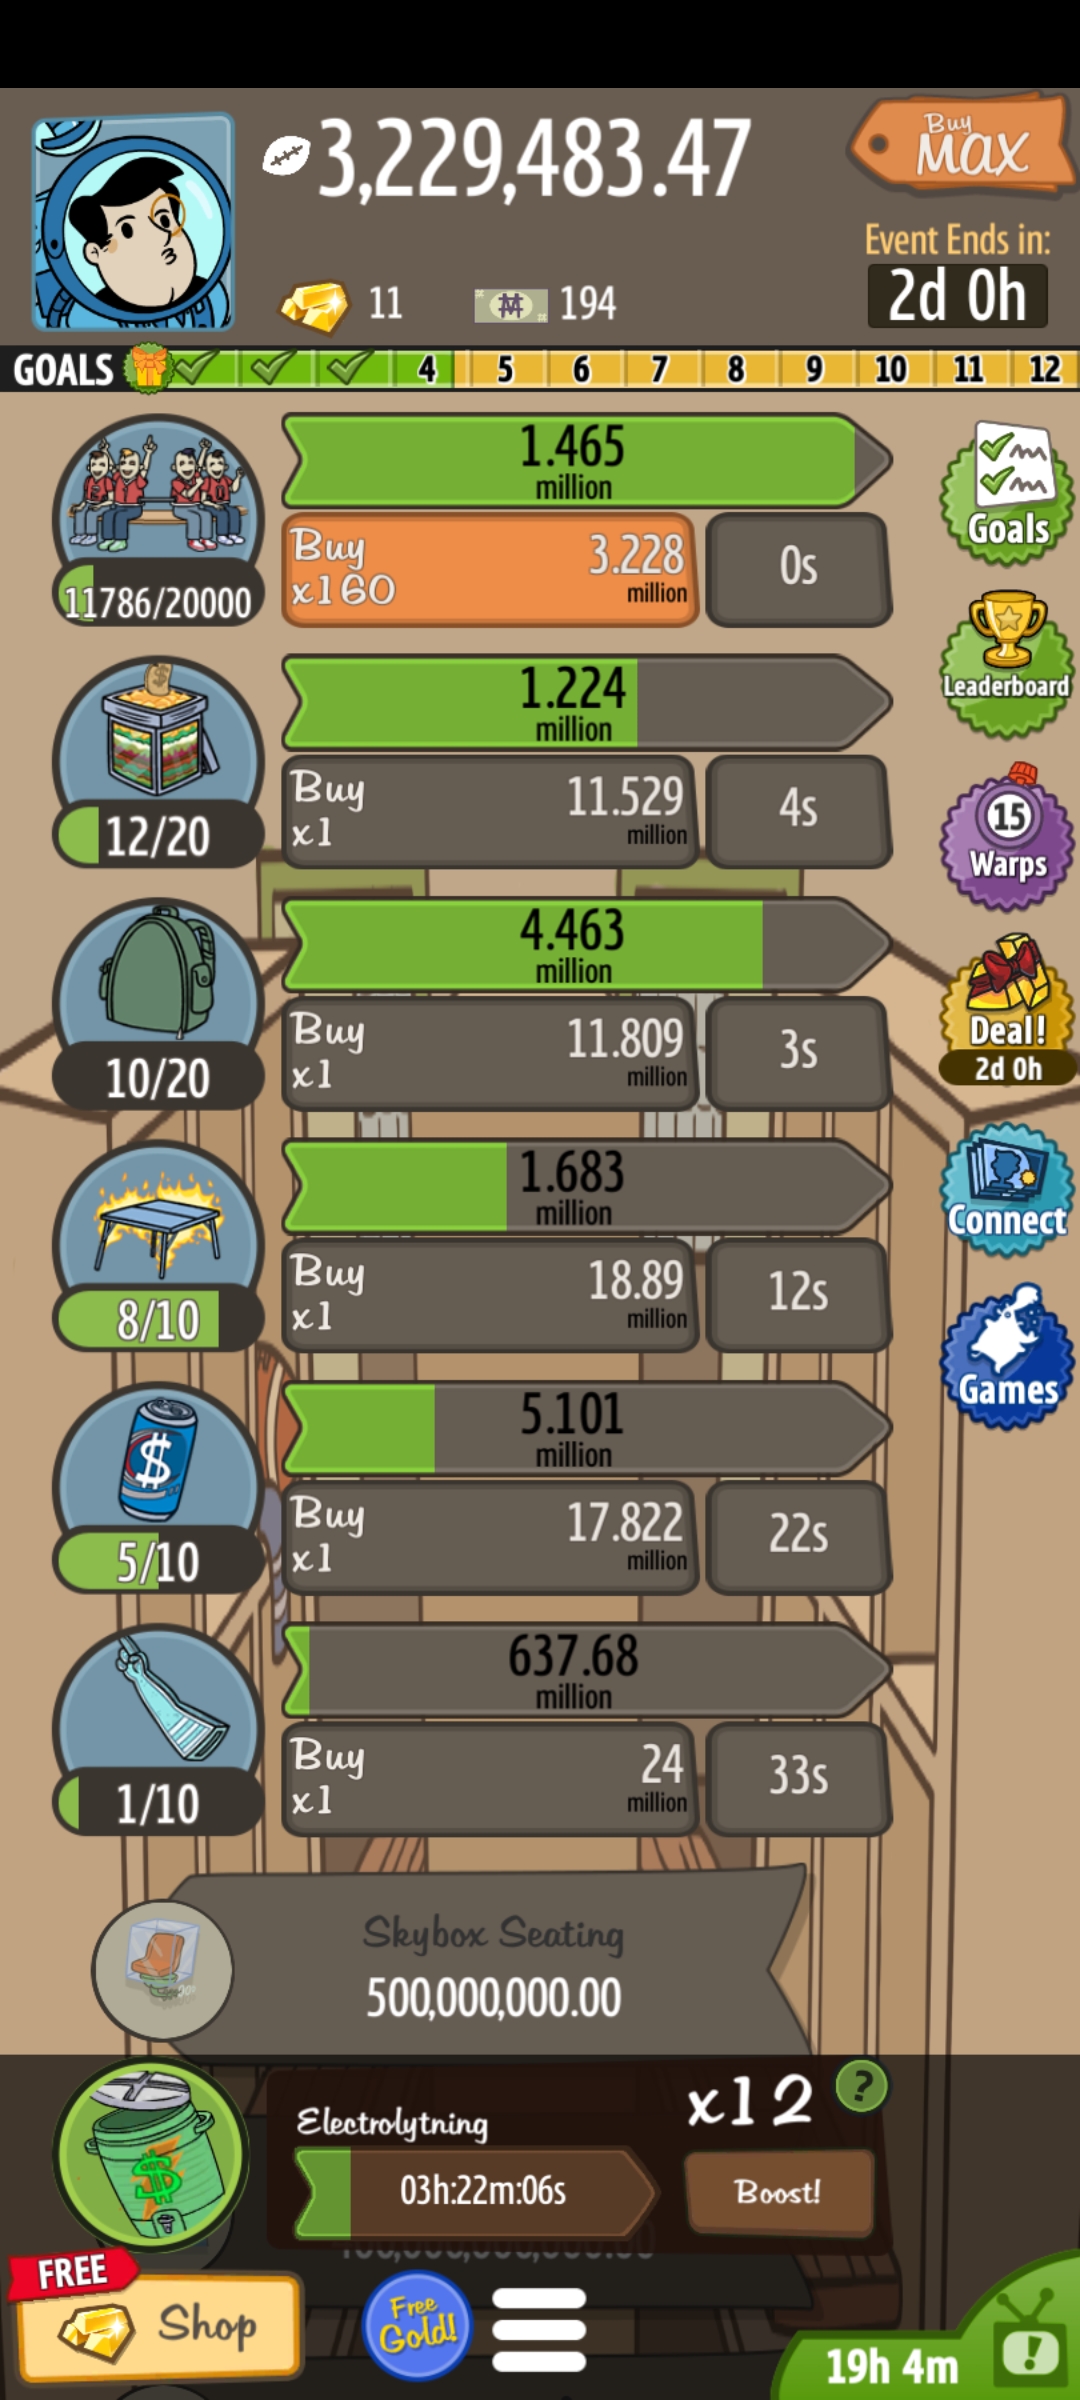 3,229,483.47
Buy
MAX
Event Ends in:
2d 0h
11
194
GOALS
4
5
6
7
8
9
10
11
12
1.465
million
Buy
x160
3.228
million
0s
11786/20000
Goals
Leaderboard
1.224
million
Buy
x1
11.529
million
4s
12/20
15
Warps
4.463
million
Buy
x1
11.809
million
3s
10/20
Deal!
2d 0h
1.683
million
Buy
x1
18.89
million
12s
8/10
Connect
Games
5.101
million
Buy
x1
17.822
million
22s
$
5/10
637.68
million
Buy
x1
24
million
33s
1/10
Skybox Seating
500,000,000.00
Electrolytning
x12
?
03h:22m:06s
Boost!
$
FREE
Shop
Free
Gold!
19h 4m
!